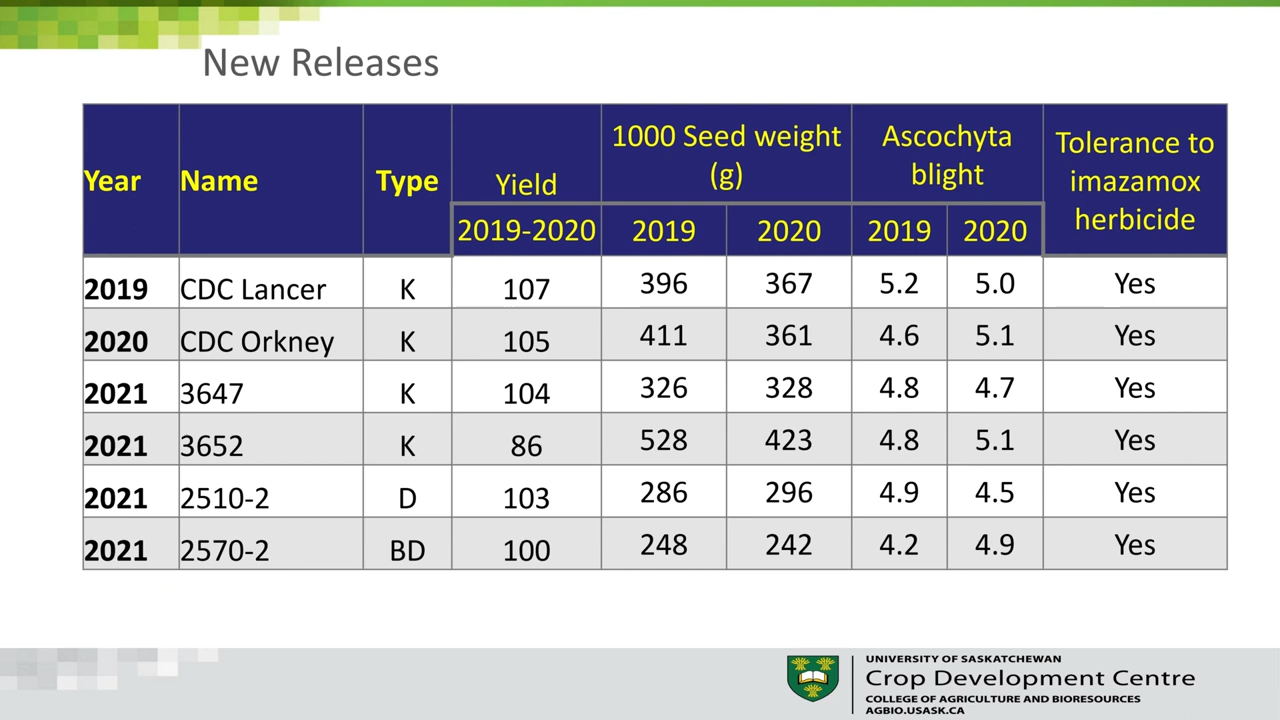 New Releases
Year Name Type Yield 1000 Seed weight (g) Ascochyta blight Tolerance to imazamox herbicide
2019-2020 2019 2020 2019 2020
2019 CDC Lancer K 107 396 367 5.2 5.0 Yes
2020 CDC Orkney K 105 411 361 4.6 5.1 Yes
2021 3647 K 104 326 328 4.8 4.7 Yes
2021 3652 K 86 528 423 4.8 5.1 Yes
2021 2510-2 D 103 286 296 4.9 4.5 Yes
2021 2570-2 BD 100 248 242 4.2 4.9 Yes
UNIVERSITY OF SASKATCHEWAN
Crop Development Centre
COLLEGE OF AGRICULTURE AND BIORESOURCES
AGBIO.USASK.CA